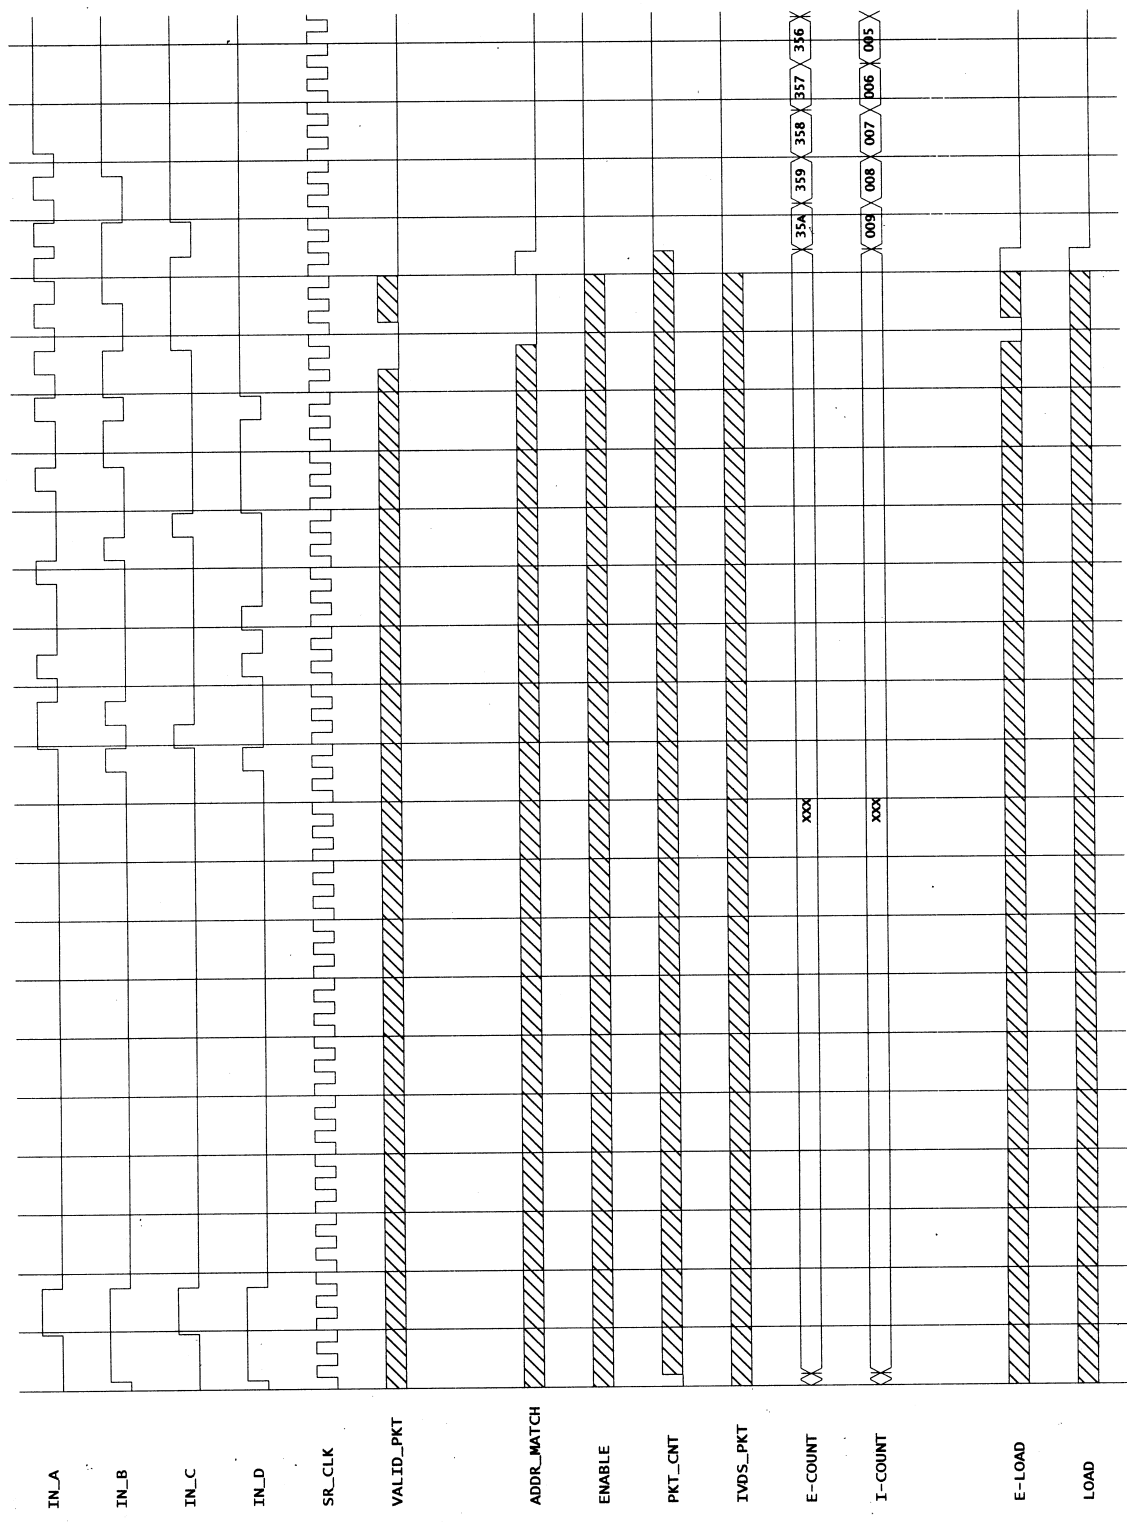 IN_A
IN_B
IN_C
IN_D
SR_CLK
VALID_PKT
ADDR_MATCH
ENABLE
PKT_CNT
IVDS_PKT
E-COUNT XXX 35A 359 358 357 356
I-COUNT XXX 009 008 007 006 005
E-LOAD
LOAD